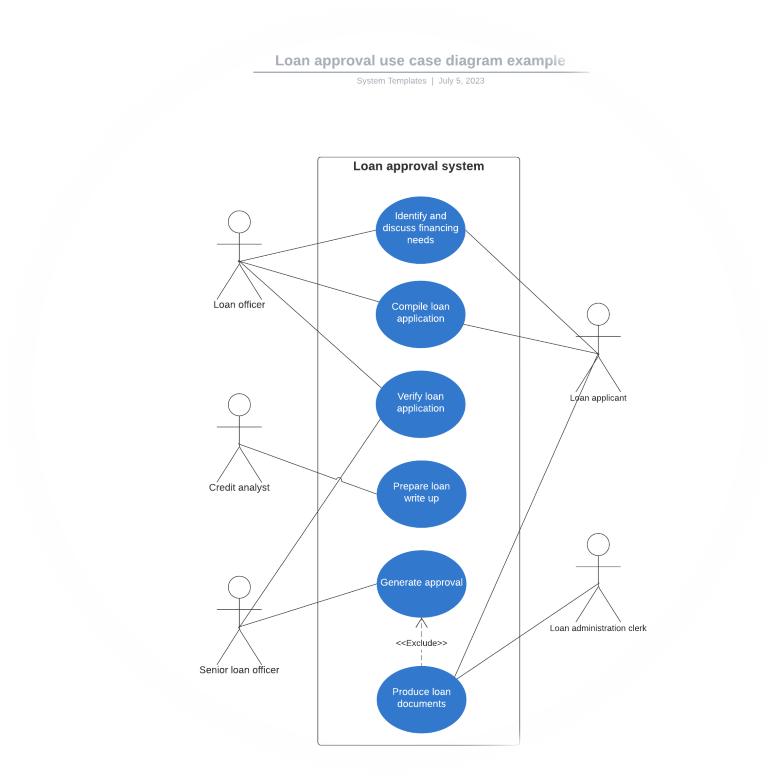 Loan approval use case diagram example
System Templates | July 5, 2023
Loan approval system
Identify and
discuss financing
needs
Loan officer
Compile loan
application
Loan applicant
Verify loan
application
Credit analyst
Prepare loan
write up
Generate approval
Loan administration clerk
<<Exclude>>
Senior loan officer
Produce loan
documents